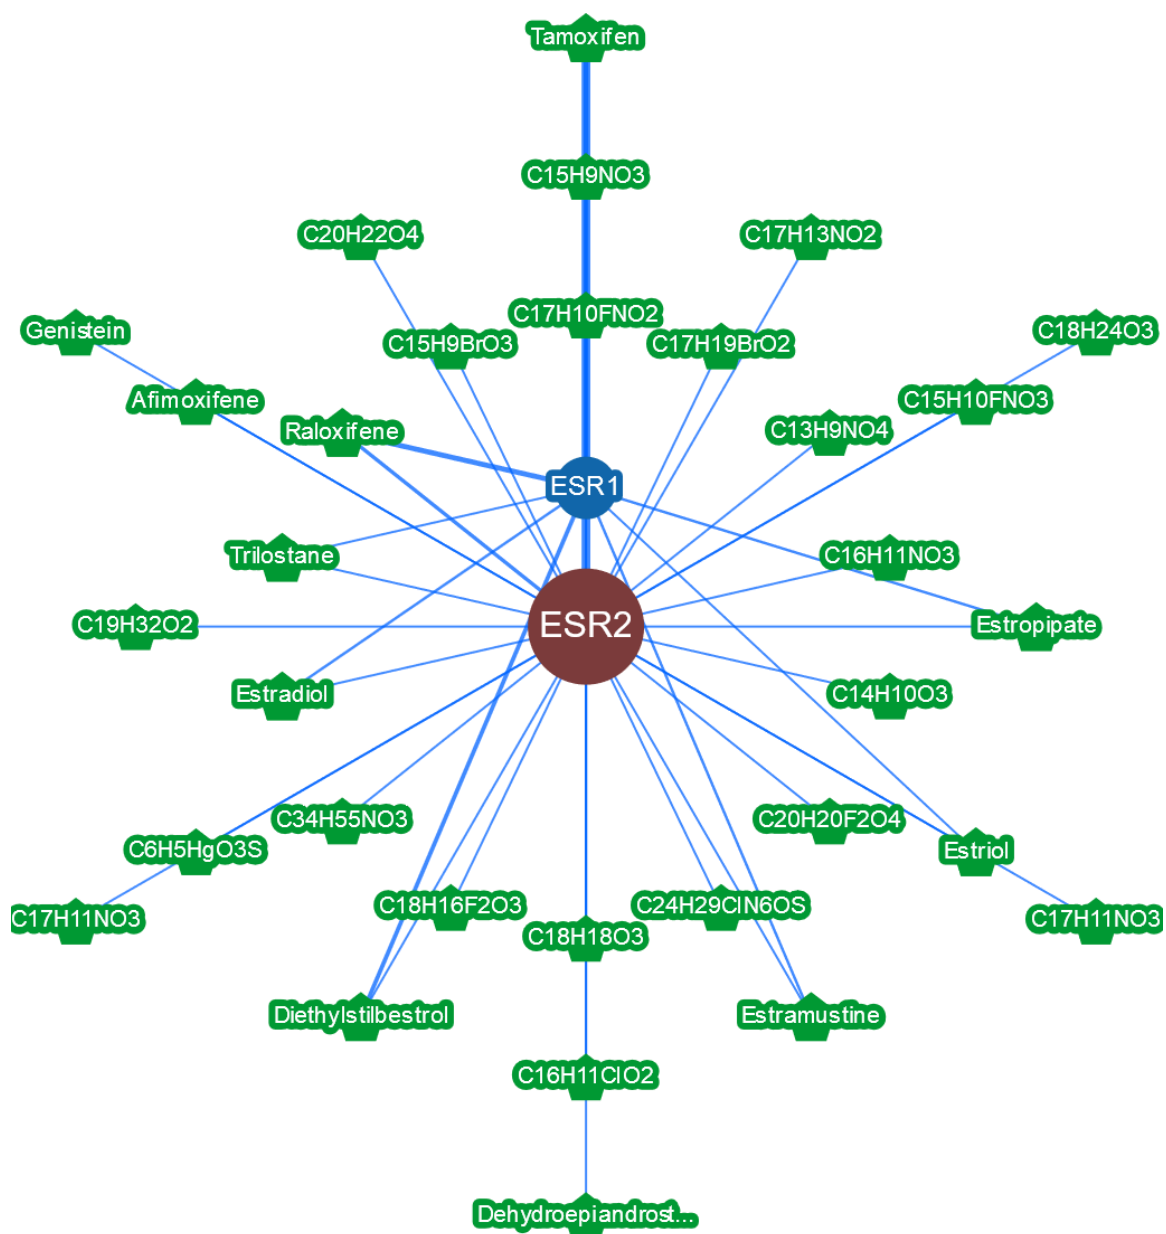 Tamoxifen
C15H9NO3
C20H22O4
C17H13NO2
C17H10FNO2
Genistein
C18H24O3
C15H9BrO3
C17H19BrO2
Afimoxifene
C15H10FNO3
Raloxifene
C13H9NO4
ESR1
Trilostane
C16H11NO3
C19H32O2
ESR2
Estropipate
Estradiol
C14H10O3
C34H55NO3
C20H20F2O4
C6H5HgO3S
Estriol
C18H16F2O3
C24H29ClN6OS
C17H11NO3
C17H11NO3
C18H18O3
Diethylstilbestrol
Estramustine
C16H11ClO2
Dehydroepiandrost...